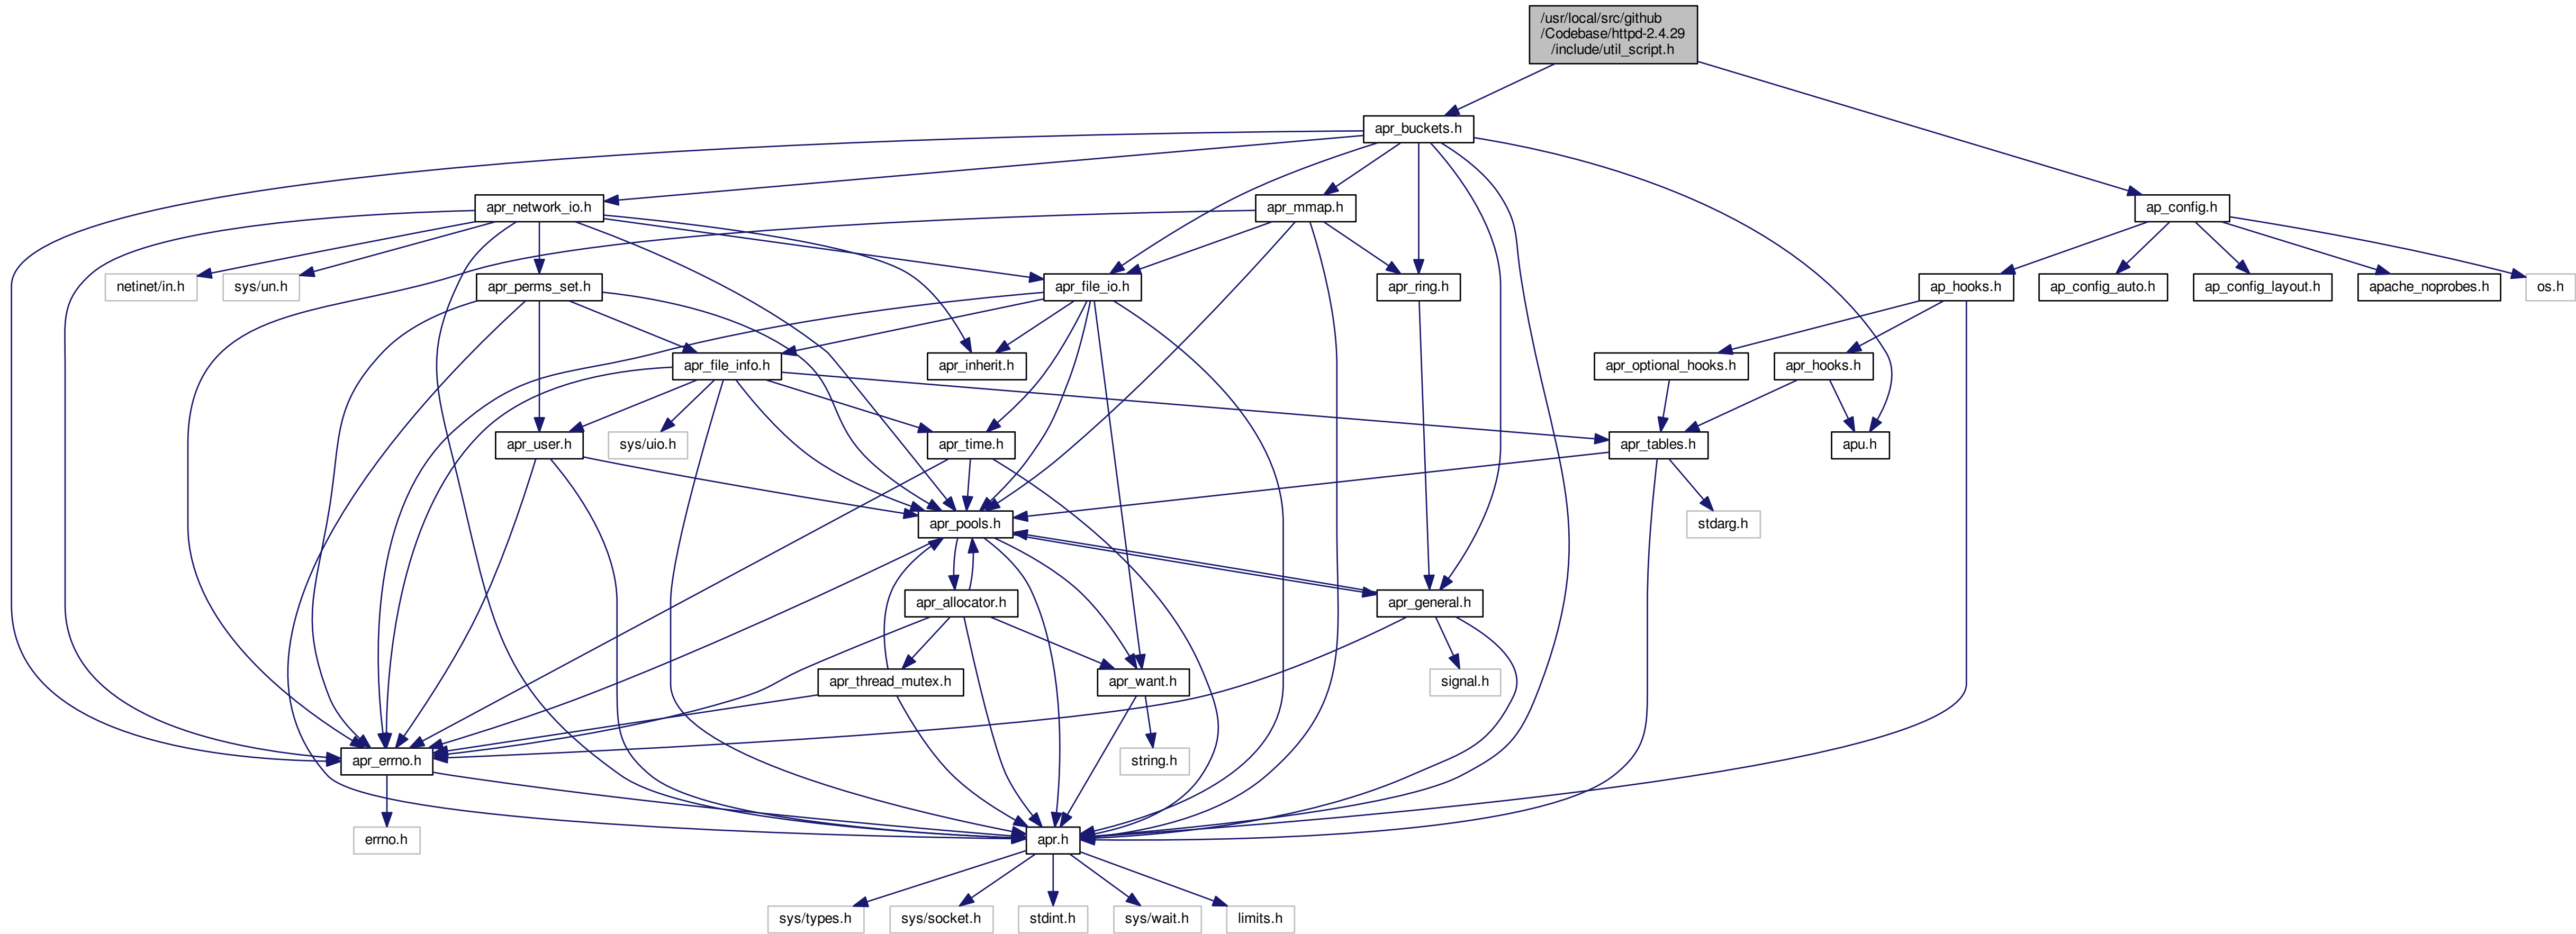 /usr/local/src/github
/Codebase/httpd-2.4.29
/include/util_script.h
apr_buckets.h
apr_network_io.h
apr_mmap.h
ap_config.h
netinet/in.h
sys/un.h
apr_perms_set.h
apr_file_io.h
apr_ring.h
ap_hooks.h
ap_config_auto.h
ap_config_layout.h
apache_noprobes.h
os.h
apr_file_info.h
apr_inherit.h
apr_optional_hooks.h
apr_hooks.h
apr_user.h
sys/uio.h
apr_time.h
apr_tables.h
apu.h
apr_pools.h
stdarg.h
apr_allocator.h
apr_general.h
apr_thread_mutex.h
apr_want.h
signal.h
apr_errno.h
string.h
errno.h
apr.h
sys/types.h
sys/socket.h
stdint.h
sys/wait.h
limits.h